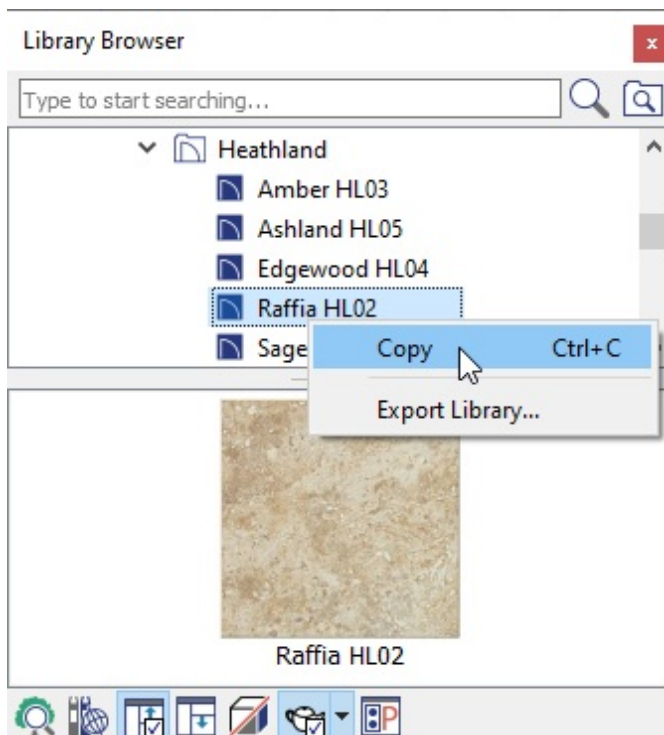 Library Browser
x
Type to start searching...
Heathland
Amber HL03
Ashland HL05
Edgewood HL04
Raffia HL02
Sage
Copy Ctrl+C
Export Library...
Raffia HL02
P